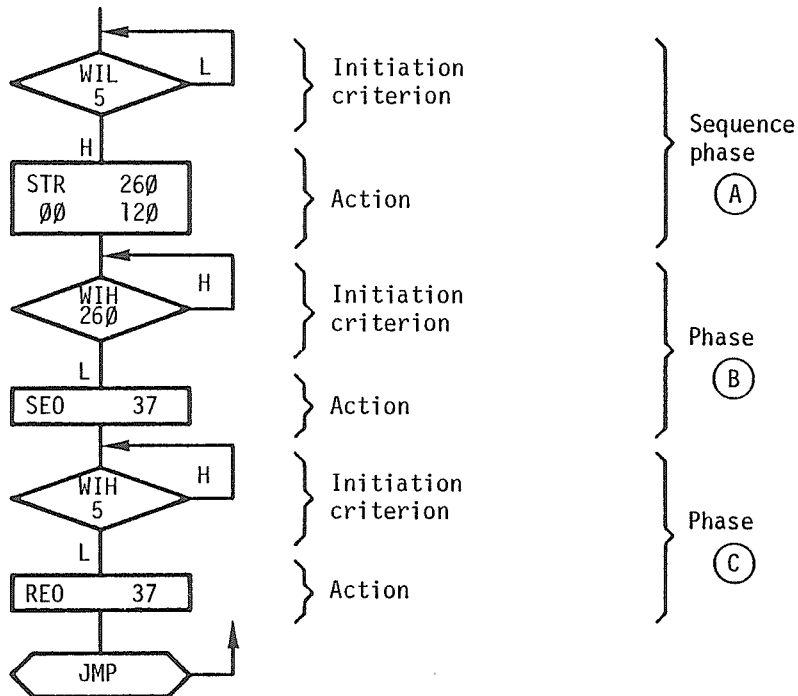 WIL
5
L
H
Initiation
criterion
STR 26Ø
ØØ 12Ø
Action
Sequence
phase
A
WIH
26Ø
H
L
Initiation
criterion
SEO 37
Action
Phase
B
WIH
5
H
L
Initiation
criterion
REO 37
Action
Phase
C
JMP